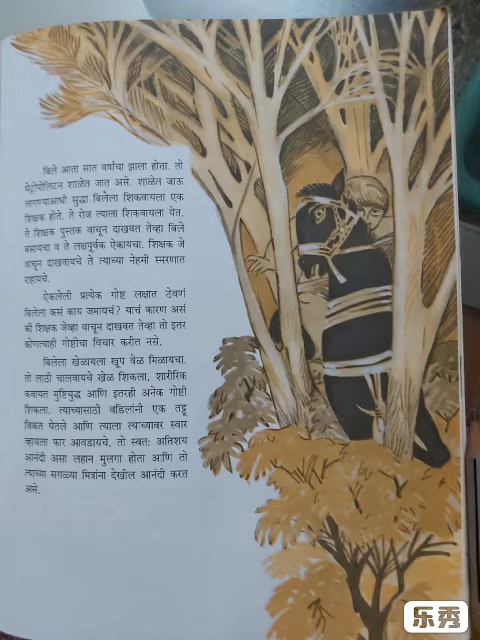 बिले आता सात वर्षांचा झाला होता. तो
मेट्रोपोलिटन शाळेत जात असे. शाळेत जाऊ
लागण्याआधी सुद्धा बिलेला शिकवायला एक
शिक्षक होते. ते रोज त्याला शिकवायला येत.
ते शिक्षक पुस्तक वाचून दाखवत तेव्हा बिले
बसायचा व ते लक्षपूर्वक ऐकायचा. शिक्षक जे
वाचून दाखवायचे ते त्याच्या नेहमी स्मरणात
राहायचे.
ऐकलेली प्रत्येक गोष्ट लक्षात ठेवणं
बिलेला कसं काय जमायचं? याचं कारण असं
की शिक्षक जेव्हा वाचून दाखवत तेव्हा तो इतर
कोणत्याही गोष्टीचा विचार करीत नसे.
बिलेला खेळायला खूप वेळ मिळायचा.
तो लाठी चालवायचे खेळ शिकला, शारीरिक
कवायत मुष्टियुद्ध आणि इतरही अनेक गोष्टी
शिकला. त्याच्यासाठी वडिलांनी एक तट्टू
विकत घेतले आणि त्याला त्याच्यावर स्वार
व्हायला फार आवडायचे. तो स्वत: अतिशय
आनंदी असा लहान मुलगा होता आणि तो
त्याच्या सगळ्या मित्रांना देखील आनंदी करत
असे.
乐秀